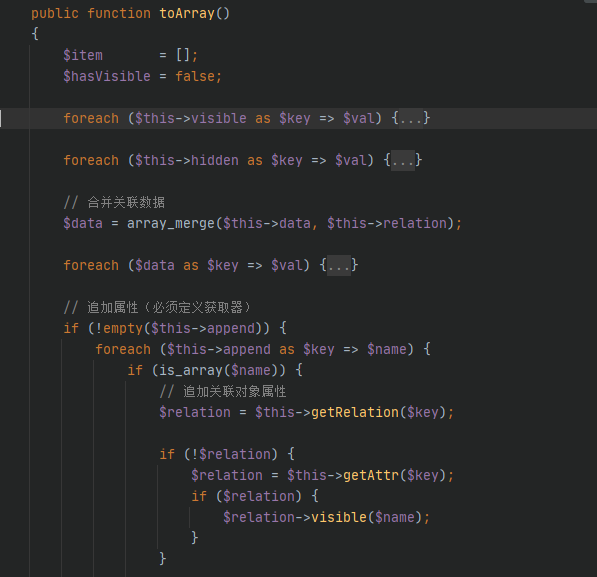 public function toArray()
{
$item = [];
$hasVisible = false;
foreach ($this->visible as $key => $val) {...}
foreach ($this->hidden as $key => $val) {...}
// 合并关联数据
$data = array_merge($this->data, $this->relation);
foreach ($data as $key => $val) {...}
// 追加属性（必须定义获取器）
if (!empty($this->append)) {
foreach ($this->append as $key => $name) {
if (is_array($name)) {
// 追加关联对象属性
$relation = $this->getRelation($key);
if (!$relation) {
$relation = $this->getAttr($key);
if ($relation) {
$relation->visible($name);
}
}